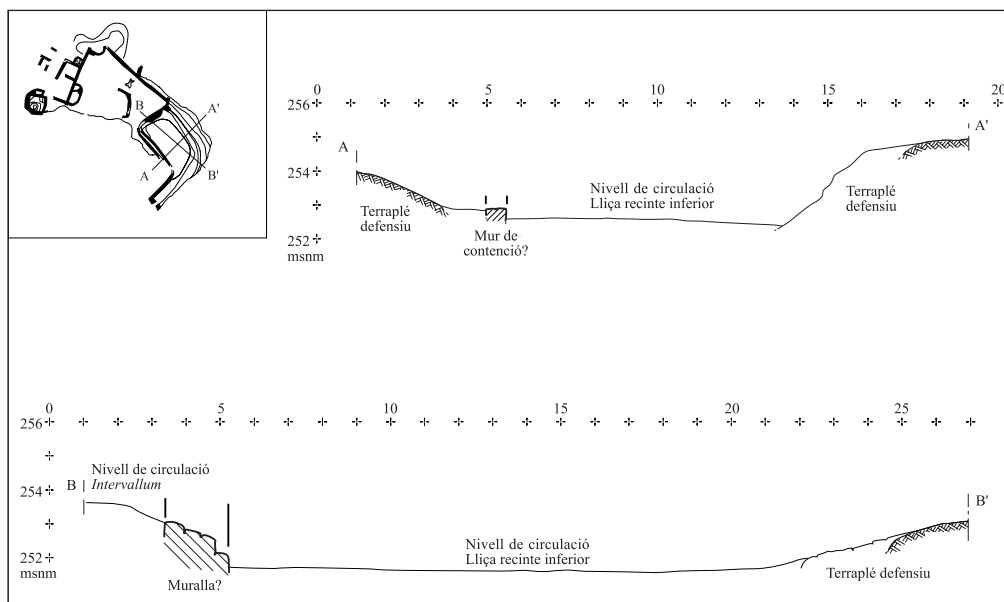 B
A'
A
B'
0 5 10 15 20
256
A'
A
254
Nivell de circulació
Lliça recinte inferior
Terraplé
defensiu
Terraplé
defensiu
252
msnm
Mur de
contenció?
0 5 10 15 20 25
256
Nivell de circulació
B
Intervallum
254
B'
252
msnm
Nivell de circulació
Lliça recinte inferior
Muralla?
Terraplé defensiu